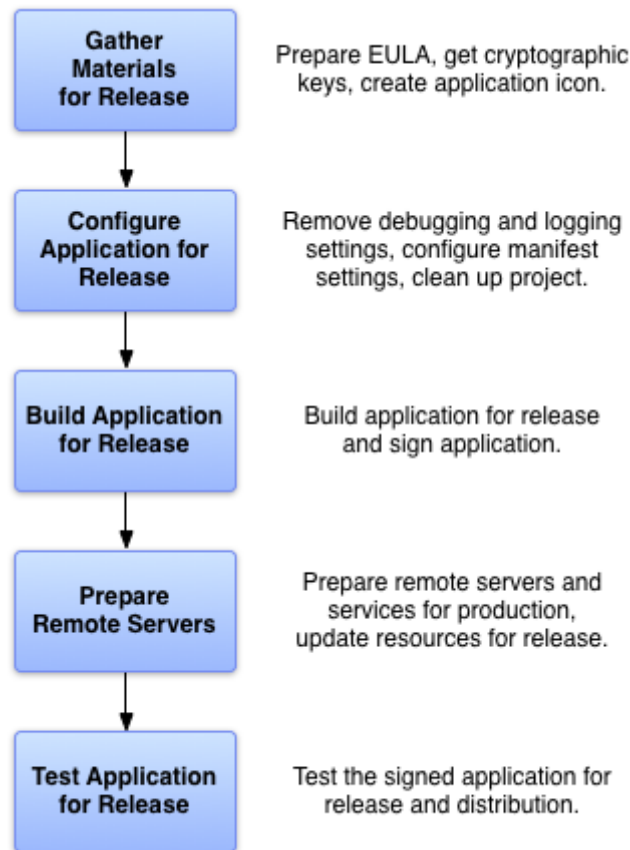 Gather
Materials
for Release
Prepare EULA, get cryptographic
keys, create application icon.
Configure
Application for
Release
Remove debugging and logging
settings, configure manifest
settings, clean up project.
Build Application
for Release
Build application for release
and sign application.
Prepare
Remote Servers
Prepare remote servers and
services for production,
update resources for release.
Test Application
for Release
Test the signed application for
release and distribution.